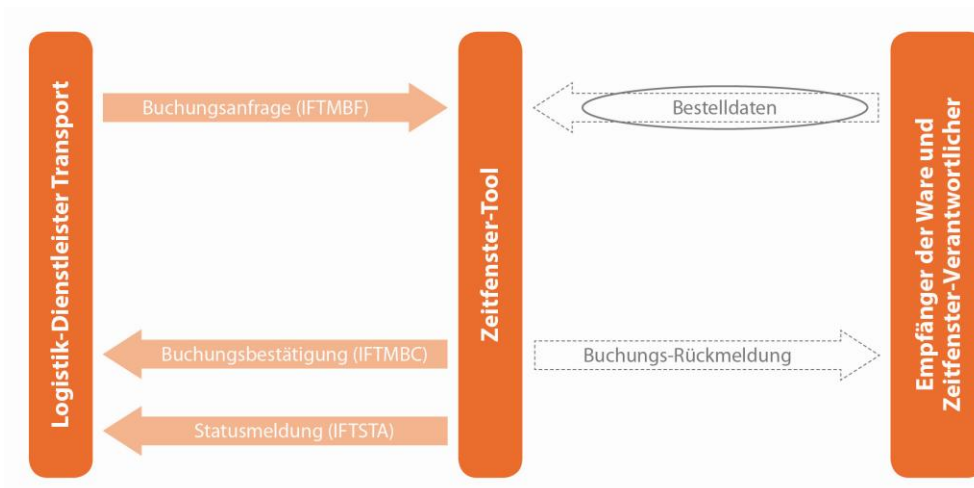 Logistik-Dienstleister Transport
Buchungsanfrage (IFTMBF)
Buchungsbestätigung (IFTMBC)
Statusmeldung (IFTSTA)
Zeitfenster-Tool
Bestelldaten
Buchungs-Rückmeldung
Empfänger der Ware und
Zeitfenster-Verantwortlicher